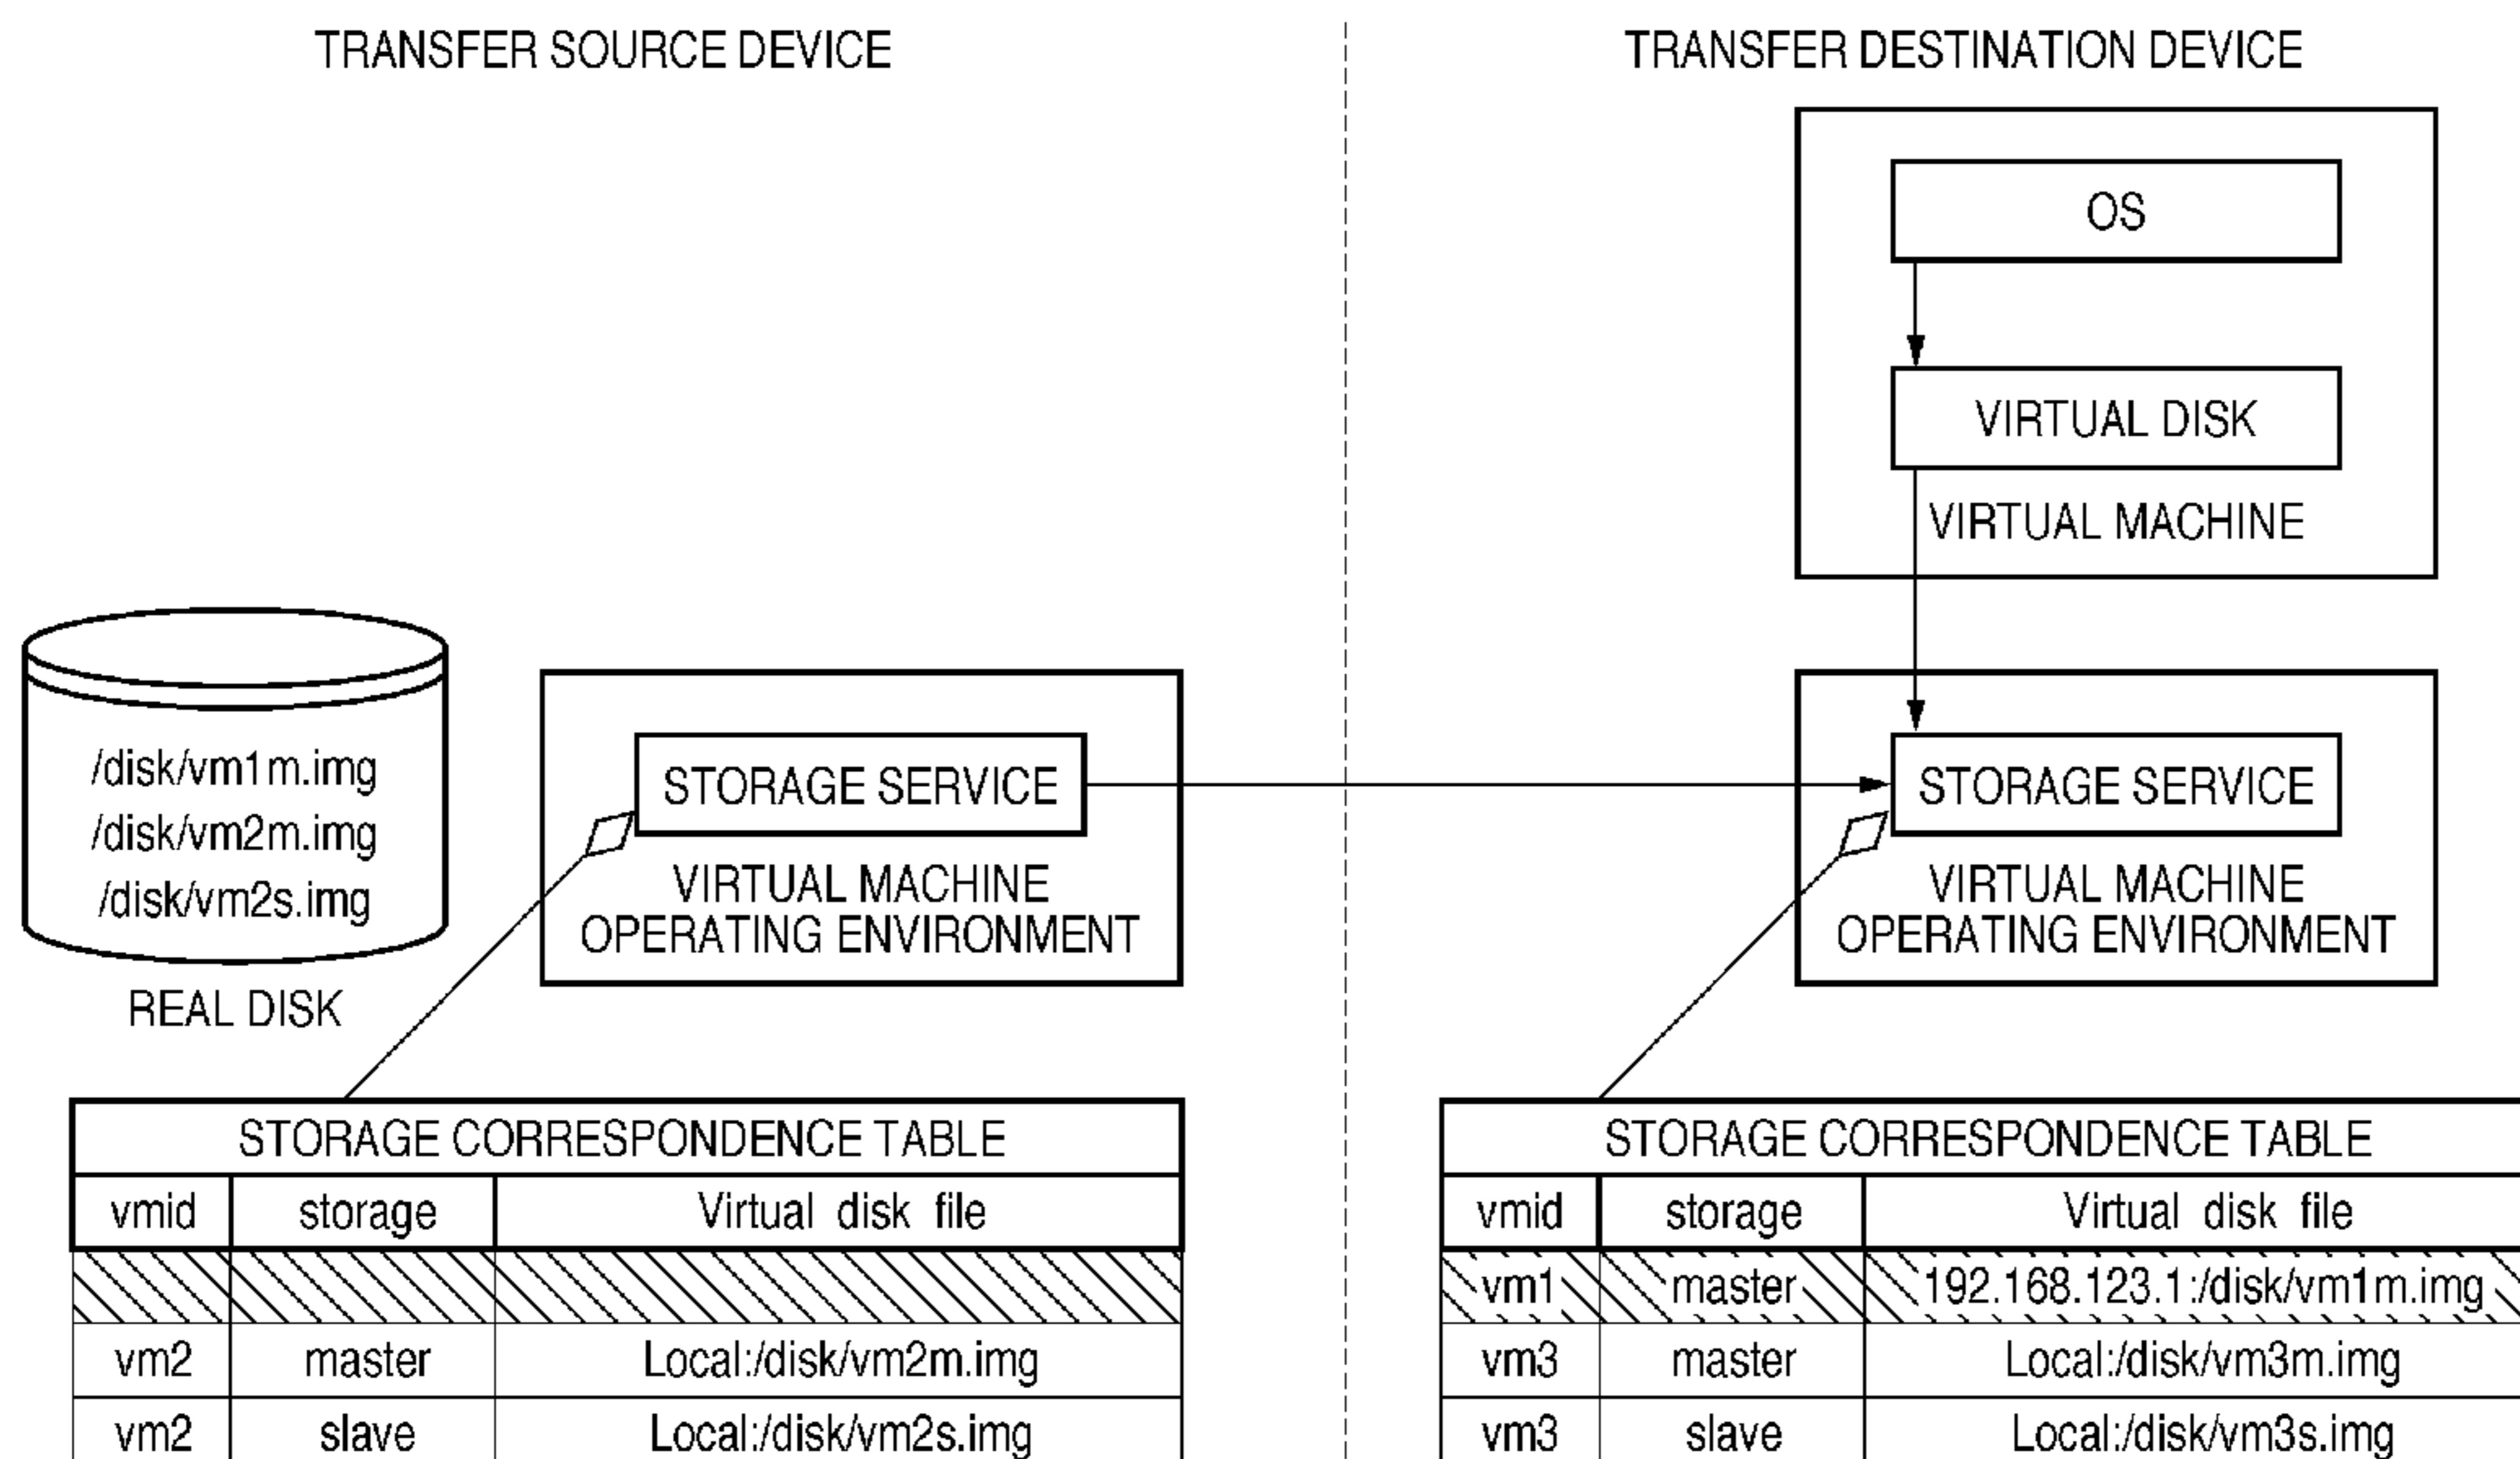 TRANSFER SOURCE DEVICE
TRANSFER DESTINATION DEVICE
OS
VIRTUAL DISK
VIRTUAL MACHINE
/disk/vm1m.img
/disk/vm2m.img
/disk/vm2s.img
REAL DISK
STORAGE SERVICE
VIRTUAL MACHINE
OPERATING ENVIRONMENT
STORAGE SERVICE
VIRTUAL MACHINE
OPERATING ENVIRONMENT
STORAGE CORRESPONDENCE TABLE
vmid storage Virtual disk file
vm2 master Local:/disk/vm2m.img
vm2 slave Local:/disk/vm2s.img
STORAGE CORRESPONDENCE TABLE
vmid storage Virtual disk file
vm1 master 192.168.123.1:/disk/vm1m.img
vm3 master Local:/disk/vm3m.img
vm3 slave Local:/disk/vm3s.img